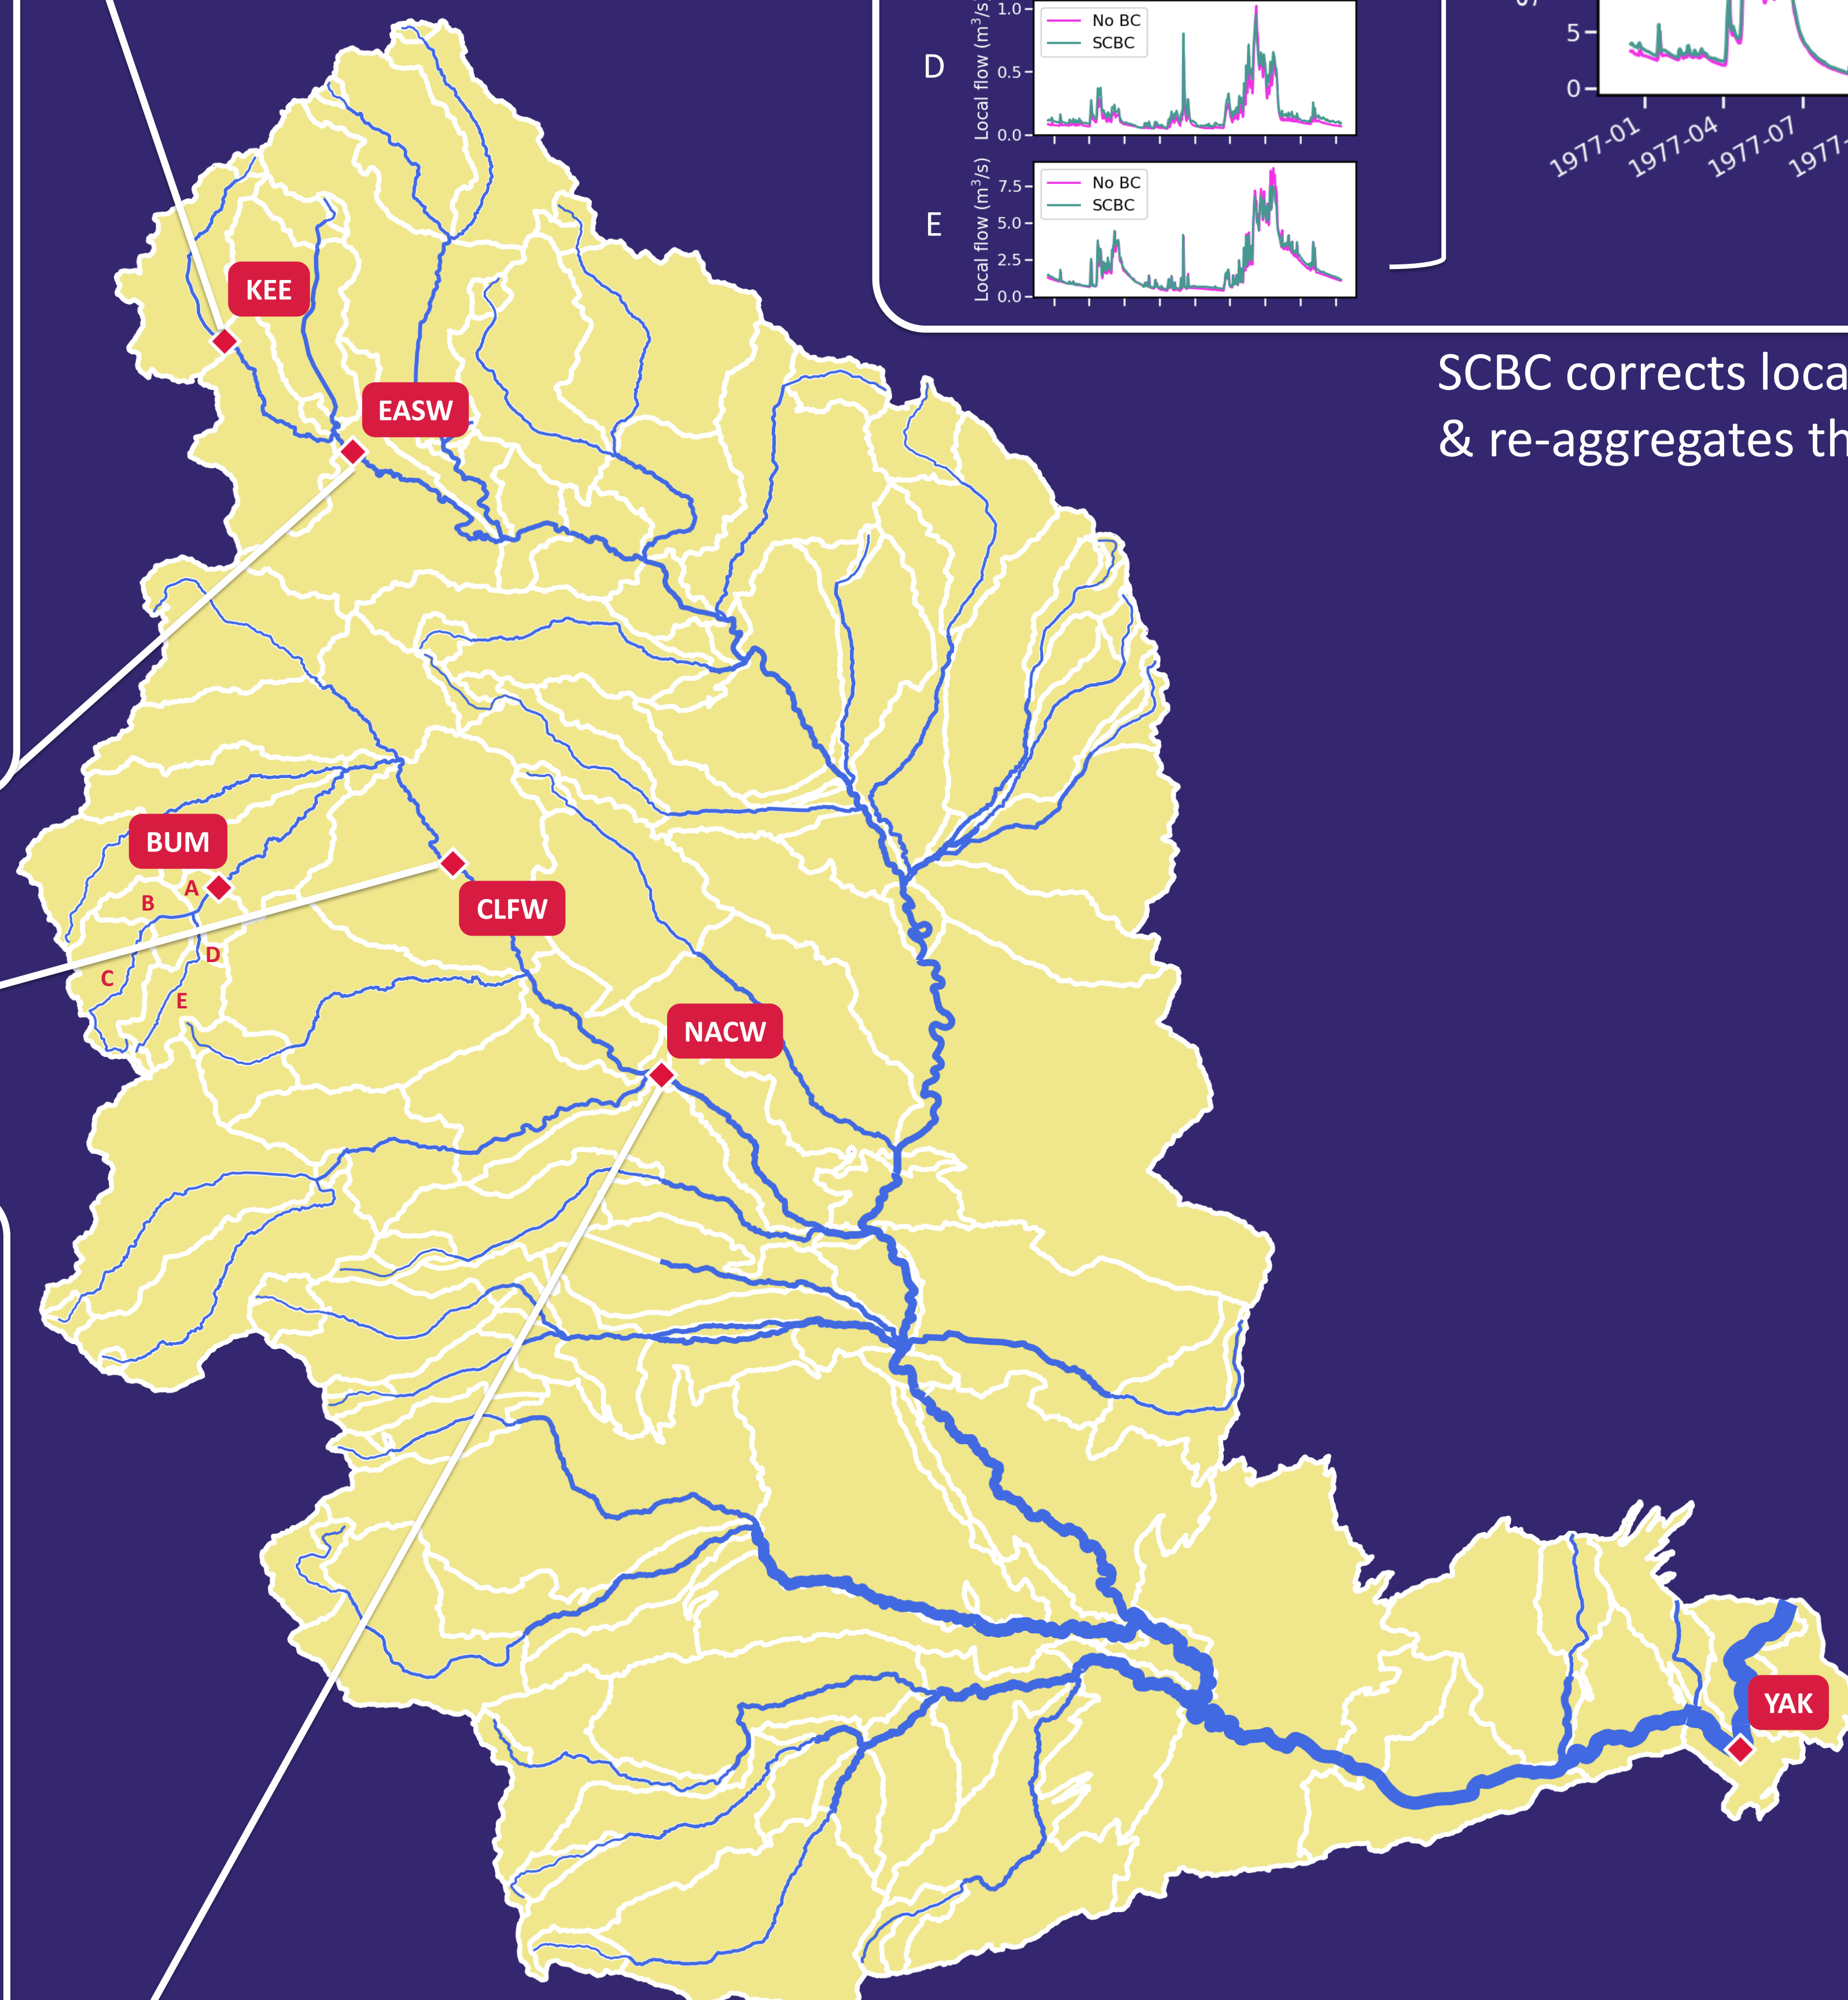 D
Local flow (m³/s)
1.0
0.5
0.0
No BC
SCBC
E
Local flow (m³/s)
7.5
5.0
2.5
0.0
No BC
SCBC
5
0
1977-01
1977-04
1977-07
1977-
SCBC corrects loca
& re-aggregates th
KEE
EASW
BUM
A
B
CLFW
D
C
E
NACW
YAK